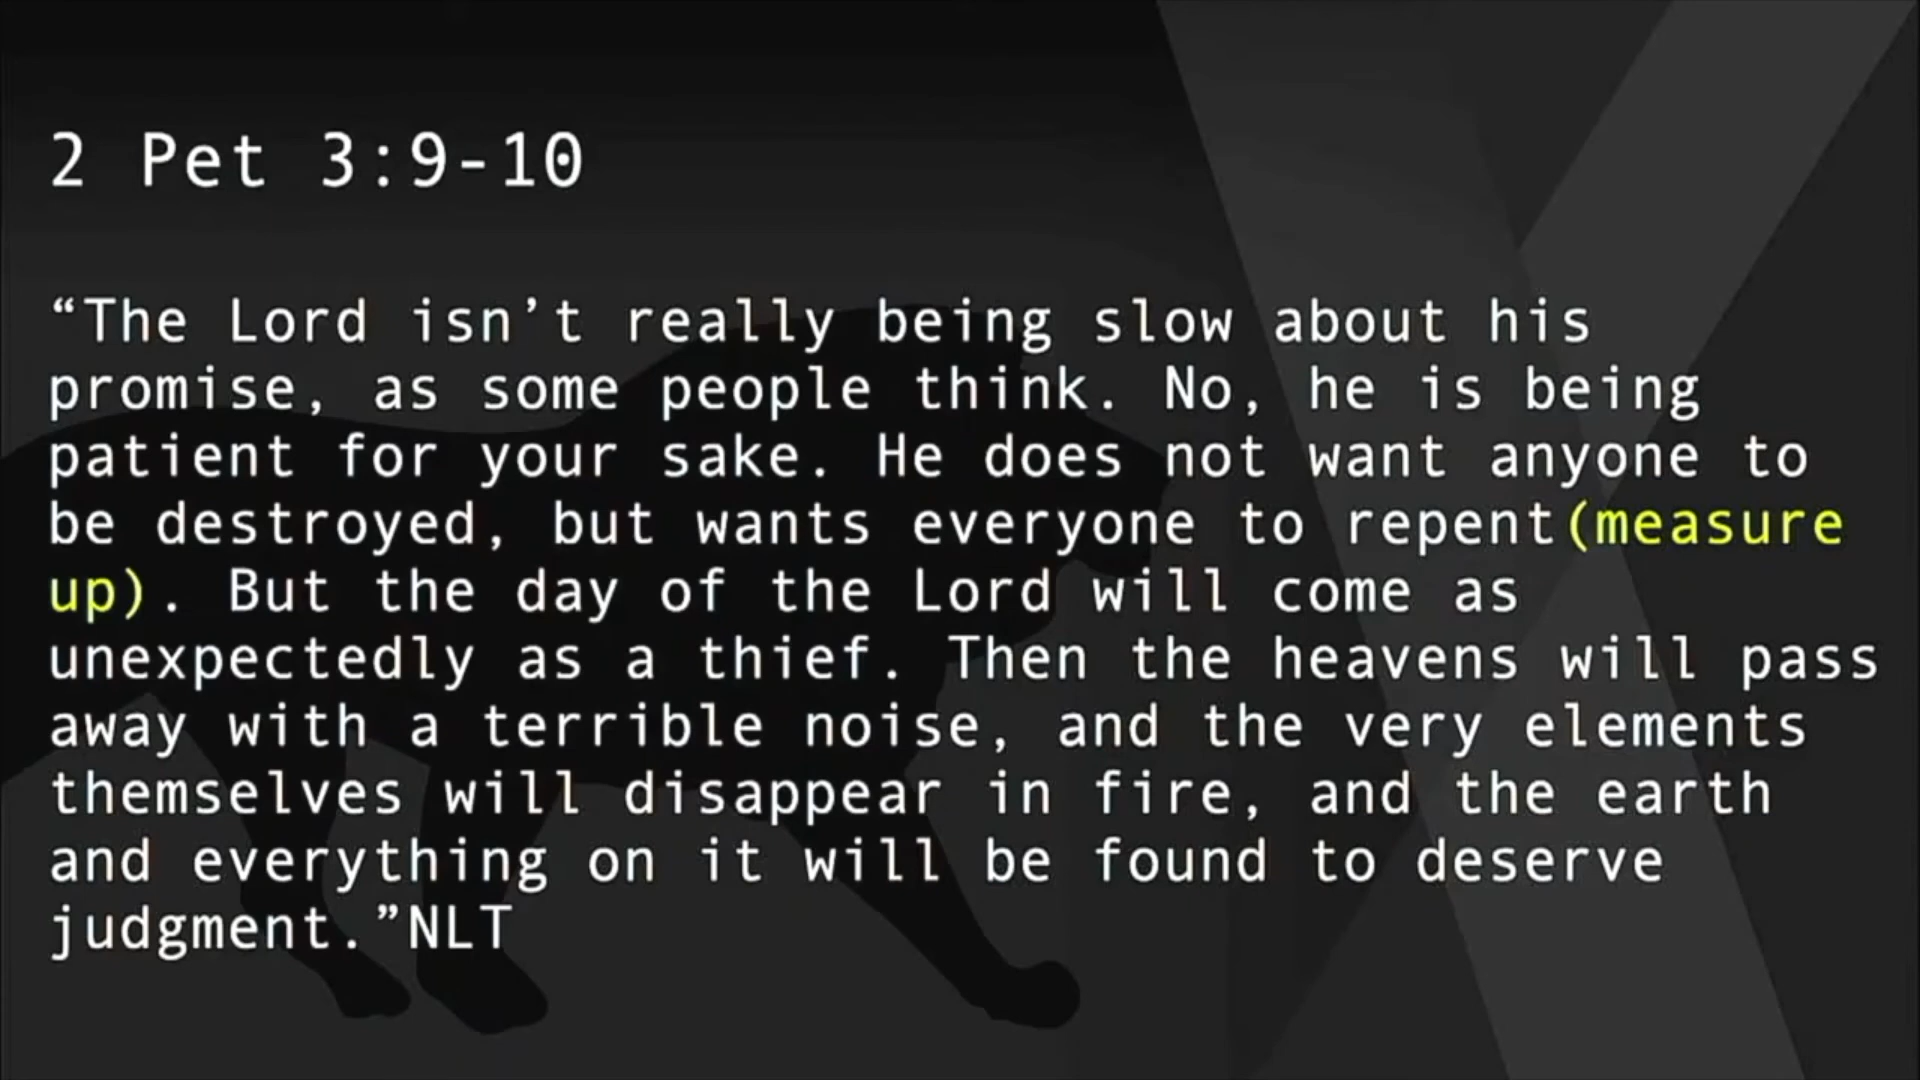 2 Pet 3:9-10
“The Lord isn’t really being slow about his
promise, as some people think. No, he is being
patient for your sake. He does not want anyone to
be destroyed, but wants everyone to repent(measure
up). But the day of the Lord will come as
unexpectedly as a thief. Then the heavens will pass
away with a terrible noise, and the very elements
themselves will disappear in fire, and the earth
and everything on it will be found to deserve
judgment.”NLT